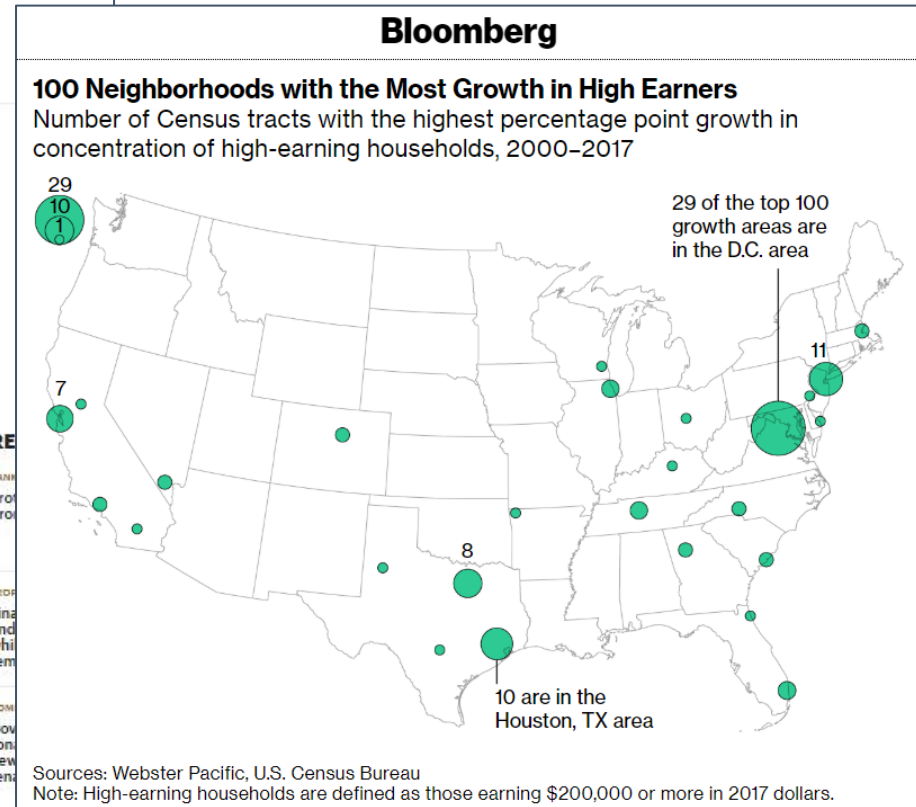 Bloomberg
100 Neighborhoods with the Most Growth in High Earners
Number of Census tracts with the highest percentage point growth in
concentration of high-earning households, 2000–2017
29
10
1
29 of the top 100
growth areas are
in the D.C. area
11
7
8
10 are in the
Houston, TX area
Sources: Webster Pacific, U.S. Census Bureau
Note: High-earning households are defined as those earning $200,000 or more in 2017 dollars.